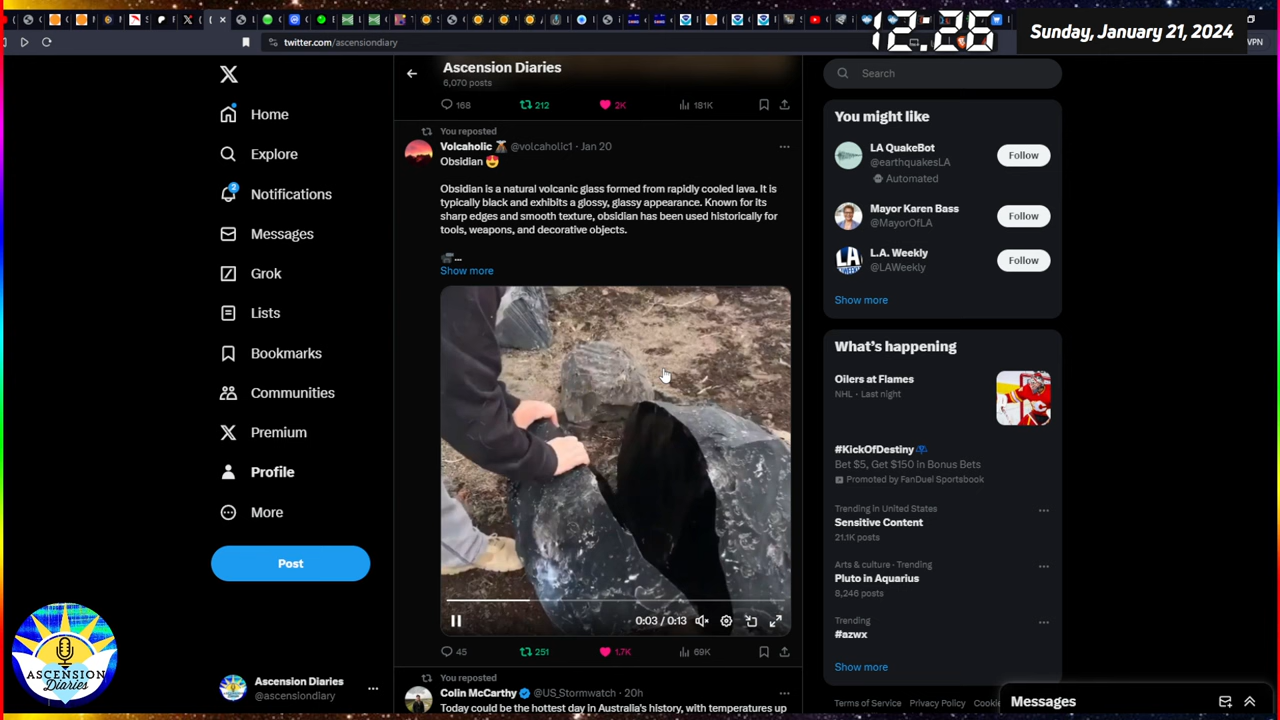 12:26
Sunday, January 21, 2024
twitter.com/ascensiondiary
VPN
Ascension Diaries
6,070 posts
168
212
2K
181K
Search
Home
Explore
2
Notifications
Messages
Grok
Lists
Bookmarks
Communities
Premium
Profile
More
Post
ASCENSION
Diaries
Ascension Diaries
@ascensiondiary
You reposted
Volcaholic 🌋 @volcaholic1 · Jan 20
Obsidian 😍
Obsidian is a natural volcanic glass formed from rapidly cooled lava. It is
typically black and exhibits a glossy, glassy appearance. Known for its
sharp edges and smooth texture, obsidian has been used historically for
tools, weapons, and decorative objects.
📹...
Show more
0:03 / 0:13
45
251
1.7K
69K
You reposted
Colin McCarthy @US_Stormwatch · 20h
Today could be the hottest day in Australia's history, with temperatures up
You might like
LA QuakeBot
@earthquakesLA
Automated
Follow
Mayor Karen Bass
@MayorOfLA
Follow
L.A. Weekly
@LAWeekly
Follow
Show more
What's happening
Oilers at Flames
NHL · Last night
#KickOfDestiny
Bet $5, Get $150 in Bonus Bets
Promoted by FanDuel Sportsbook
Trending in United States
Sensitive Content
21.1K posts
Arts & culture · Trending
Pluto in Aquarius
8,246 posts
Trending
#azwx
Show more
Terms of Service Privacy Policy Cookie
Messages